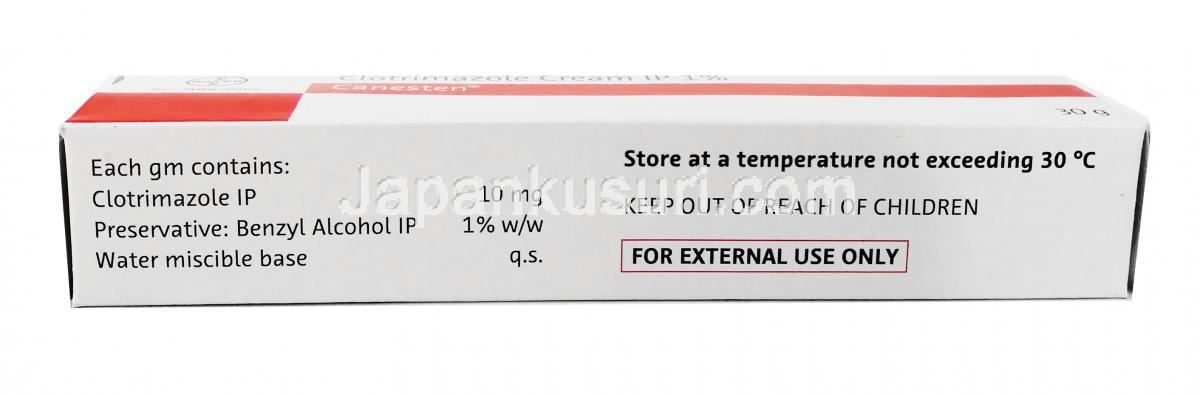 Clotrimazole Cream IP 1%
Canesten®
30 g
Each gm contains:
Clotrimazole IP 10 mg
Preservative: Benzyl Alcohol IP 1% w/w
Water miscible base q.s.
Store at a temperature not exceeding 30 ºC
KEEP OUT OF REACH OF CHILDREN
FOR EXTERNAL USE ONLY
Japankusuri.com